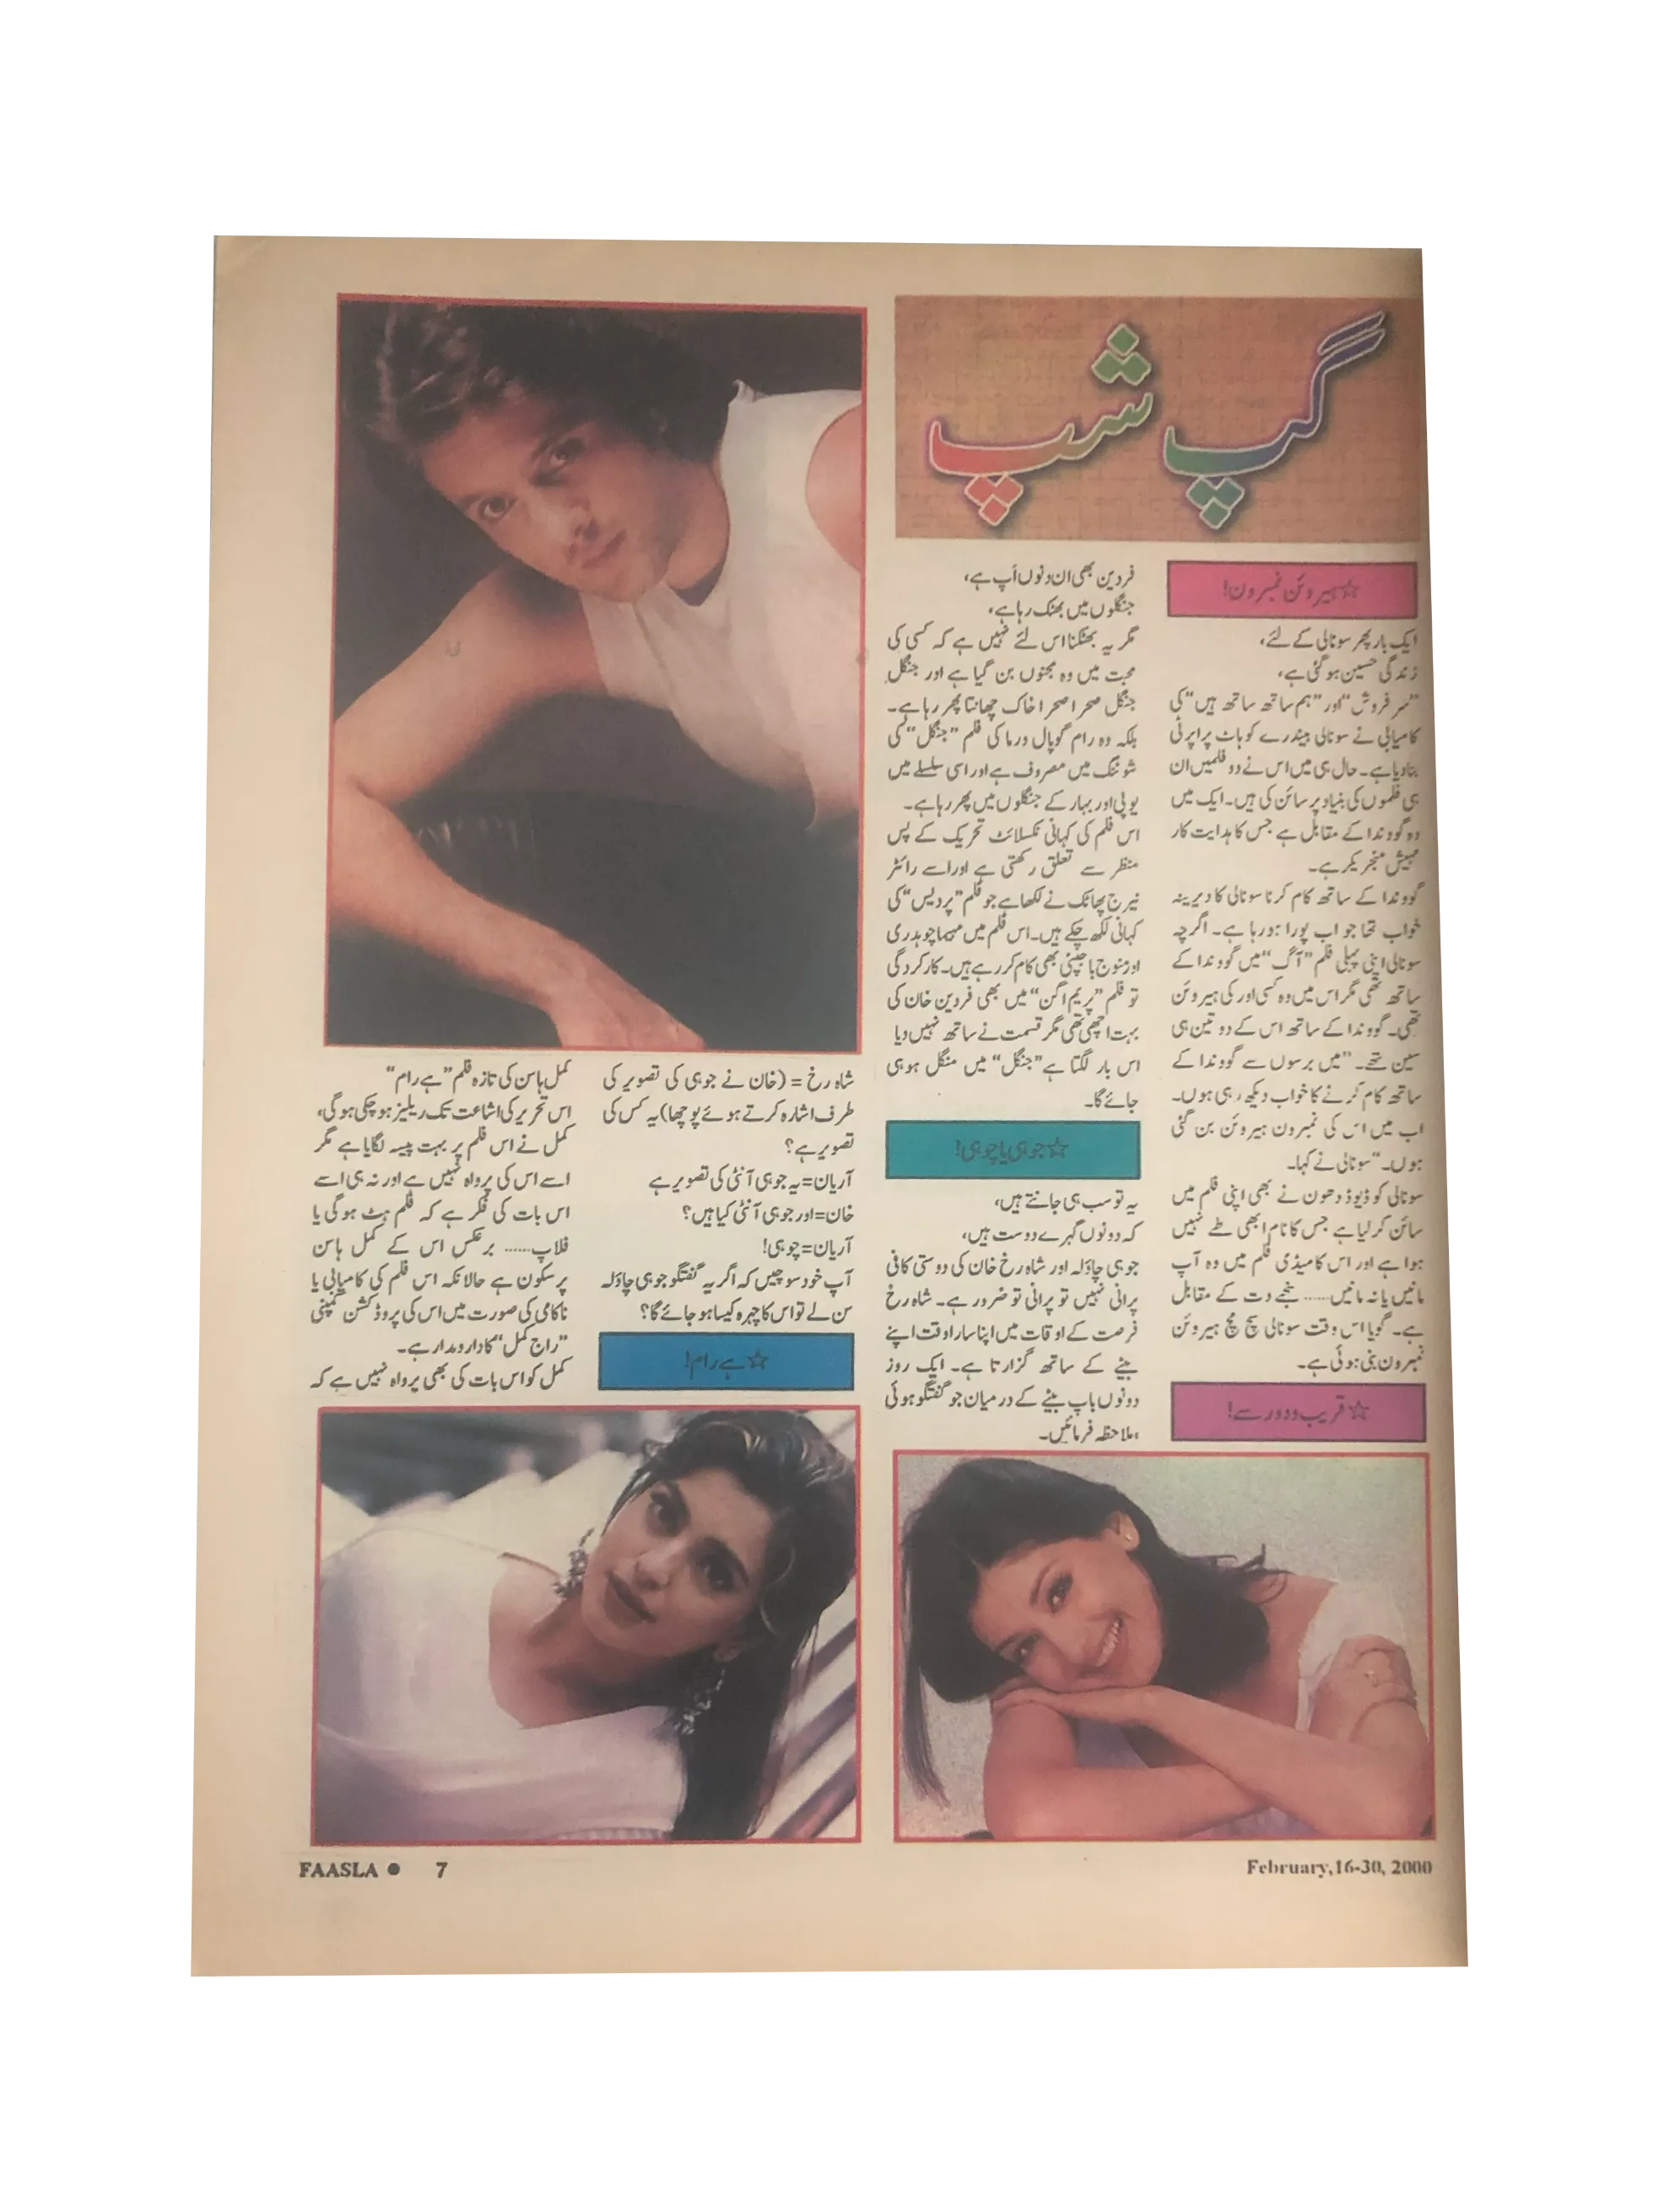 گپ شپ
☆ہیروئن نمبرون!
ایک بار پھر سونالی کے لئے،
زندگی حسین ہو گئی ہے،
”سرفروش“اور ”ہم ساتھ ساتھ ہیں“کی
کامیابی نے سونالی بیندرے کو ہاٹ پراپرٹی
بنادیا ہے۔ حال ہی میں اس نے دو فلمیں ان
ہی فلموں کی بنیاد پر سائن کی ہیں۔ ایک میں
وہ گووندا کے مقابل ہے جس کا ہدایت کار
مہیش منجریکر ہے۔
گووندا کے ساتھ کام کرنا سونالی کا دیرینہ
خواب تھا جو اب پورا ہورہا ہے۔ اگرچہ
سونالی اپنی پہلی فلم ”آگ“ میں گووندا کے
ساتھ تھی مگر اس میں وہ کسی اور کی ہیروئن
تھی۔ گووندا کے ساتھ اس کے دو تین ہی
سین تھے۔ ”میں برسوں سے گووندا کے
ساتھ کام کرنے کا خواب دیکھ رہی ہوں۔
اب میں اس کی نمبرون ہیروئن بن گئی
ہوں۔“ سونالی نے کہا۔
سونالی کو ڈیوڈ دھون نے بھی اپنی فلم میں
سائن کرلیا ہے جس کا نام ابھی طے نہیں
ہوا ہے اور اس کامیڈی فلم میں وہ آپ
مانیں یا نہ مانیں...... سنجے دت کے مقابل
ہے۔ گویا اس وقت سونالی سچ مچ ہیروئن
نمبرون بنی ہوئی ہے۔
☆قریب و دور سے!
فردین بھی ان دنوں اَپ ہے،
جنگلوں میں بھٹک رہا ہے،
مگر یہ بھٹکنا اس لئے نہیں ہے کہ کسی کی
محبت میں وہ مجنوں بن گیا ہے اور جنگل
جنگل صحرا صحرا خاک چھانتا پھر رہا ہے۔
بلکہ وہ رام گوپال ورما کی فلم ”جنگل“ کی
شوٹنگ میں مصروف ہے اور اسی سلسلے میں
یوپی اور بہار کے جنگلوں میں پھر رہا ہے۔
اس فلم کی کہانی نکسلائٹ تحریک کے پس
منظر سے تعلق رکھتی ہے اور اسے رائٹر
نیرج پھاٹک نے لکھا ہے جو فلم ”پردیس“ کی
کہانی لکھ چکے ہیں۔ اس فلم میں مہیما چوہدری
اور منوج باجپئی بھی کام کر رہے ہیں۔ کارکردگی
تو فلم ”پریم اگن“ میں بھی فردین خان کی
بہت اچھی تھی مگر قسمت نے ساتھ نہیں دیا
اس بار لگتا ہے ”جنگل“ میں منگل ہو ہی
جائے گا۔
☆جوہی یا چوہی!
یہ تو سب ہی جانتے ہیں،
کہ دونوں گہرے دوست ہیں،
جوہی چاؤلہ اور شاہ رخ خان کی دوستی کافی
پرانی نہیں تو پرانی تو ضرور ہے۔ شاہ رخ
فرصت کے اوقات میں اپنا سارا وقت اپنے
بیٹے کے ساتھ گزارتا ہے۔ ایک روز
دونوں باپ بیٹے کے درمیان جو گفتگو ہوئی
،ملاحظہ فرمائیں۔
شاہ رخ = (خان نے جوہی کی تصویر کی
طرف اشارہ کرتے ہوئے پوچھا) یہ کس کی
تصویر ہے؟
آریان= یہ جوہی آنٹی کی تصویر ہے
خان=اور جوہی آنٹی کیا ہیں؟
آریان= چوہی!
آپ خود سوچیں کہ اگر یہ گفتگو جوہی چاؤلہ
سن لے تو اس کا چہرہ کیسا ہو جائے گا؟
☆ہے رام!
کمل ہاسن کی تازہ فلم ”ہے رام“
اس تحریر کی اشاعت تک ریلیز ہو چکی ہوگی،
کمل نے اس فلم پر بہت پیسہ لگایا ہے مگر
اسے اس کی پرواہ نہیں ہے اور نہ ہی اسے
اس بات کی فکر ہے کہ فلم ہٹ ہوگی یا
فلاپ...... برعکس اس کے کمل ہاسن
پرسکون ہے حالانکہ اس فلم کی کامیابی یا
ناکامی کی صورت میں اس کی پروڈکشن کمپنی
”راج کمل“ کا دارومدار ہے۔
کمل کو اس بات کی بھی پرواہ نہیں ہے کہ
FAASLA ● 7
February,16-30, 2000